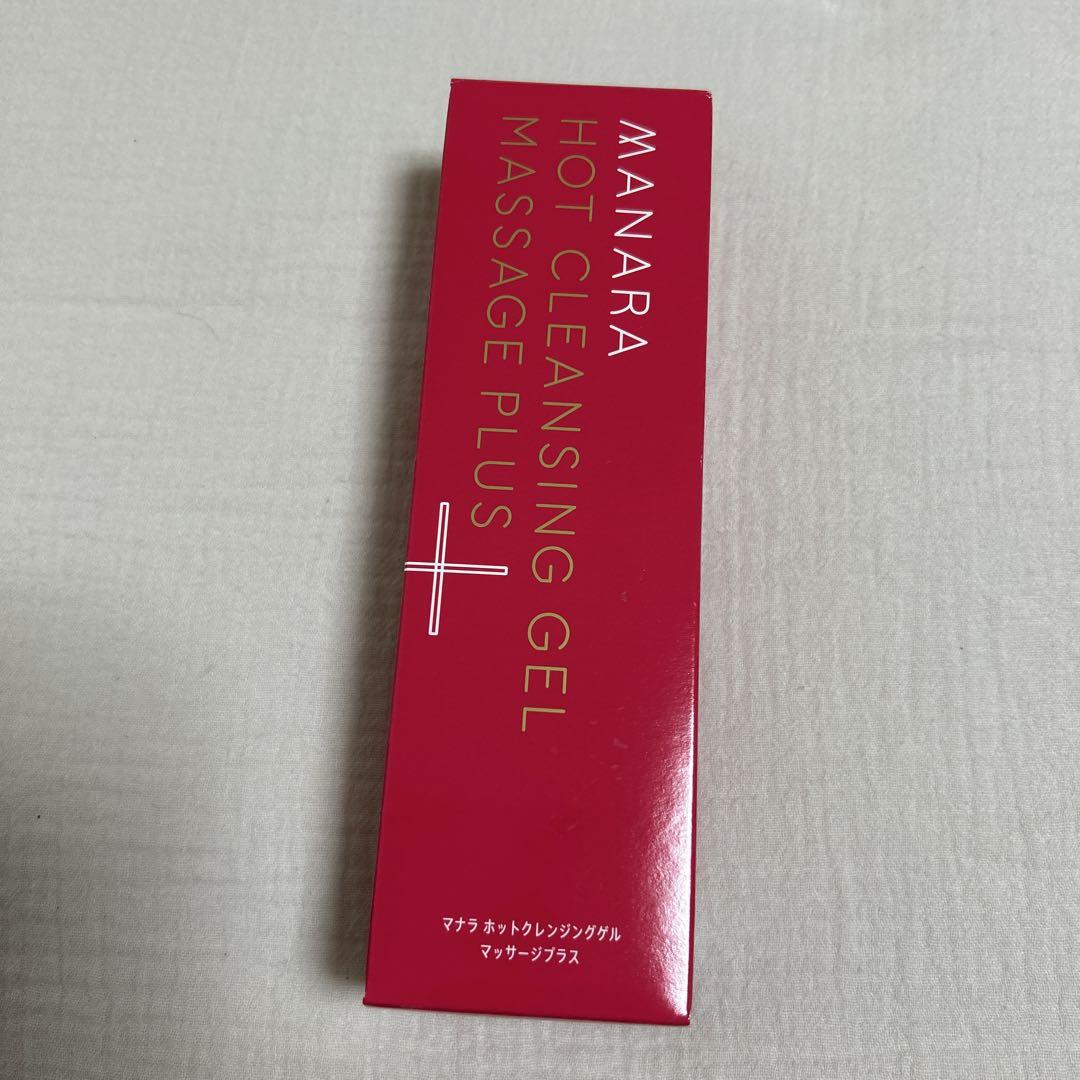 MANARA
HOT CLEANSING GEL
MASSAGE PLUS
マナラ ホットクレンジングゲル
マッサージプラス